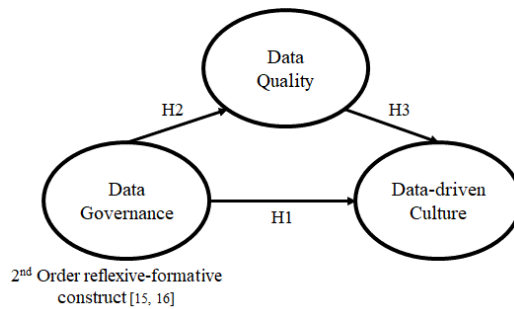 Data
Quality
H2
H3
Data
Governance
H1
Data-driven
Culture
2nd Order reflexive-formative
construct [15, 16]